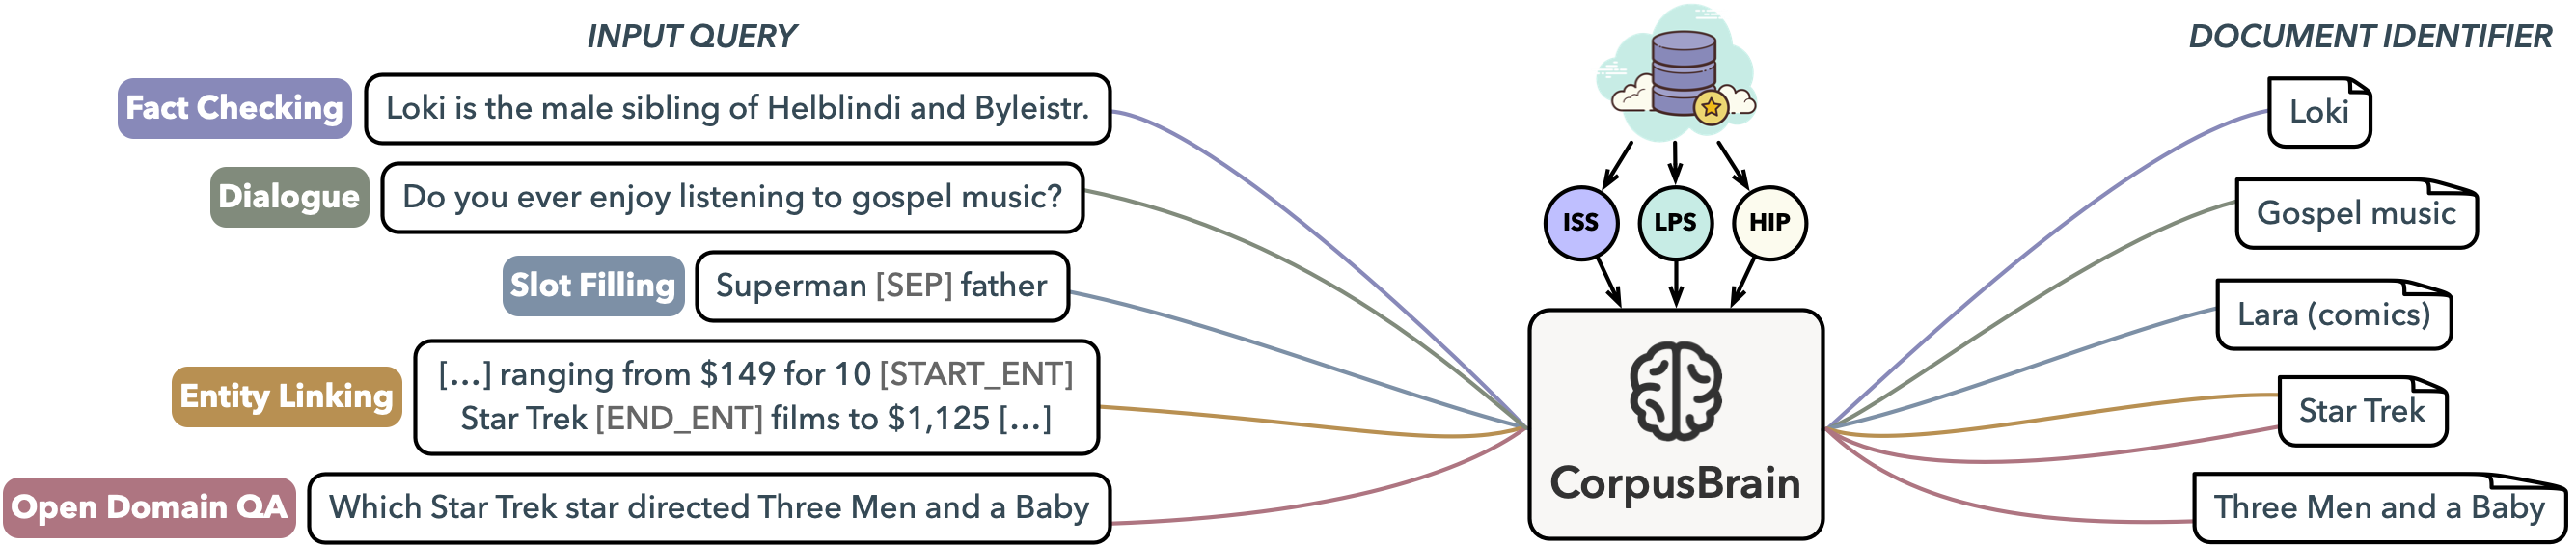 INPUT QUERY
Fact Checking
Loki is the male sibling of Helblindi and Byleistr.
Dialogue
Do you ever enjoy listening to gospel music?
Slot Filling
Superman [SEP] father
Entity Linking
[...] ranging from $149 for 10 [START_ENT]
Star Trek [END_ENT] films to $1,125 [...]
Open Domain QA
Which Star Trek star directed Three Men and a Baby
ISS
LPS
HIP
CorpusBrain
DOCUMENT IDENTIFIER
Loki
Gospel music
Lara (comics)
Star Trek
Three Men and a Baby